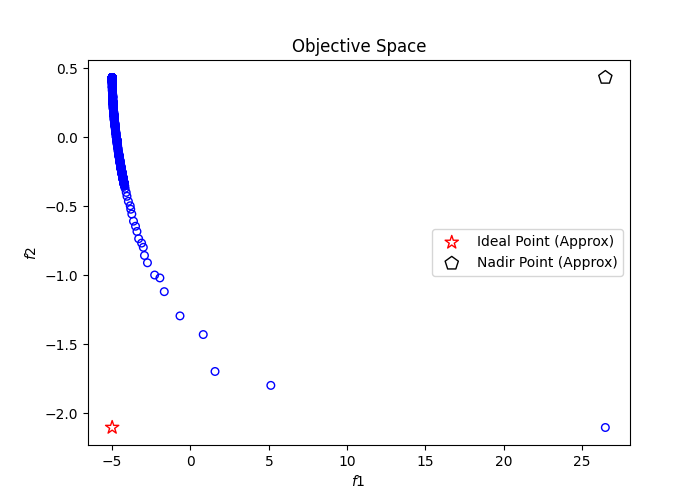 Objective Space
0.5
0.0
−0.5
−1.0
−1.5
−2.0
f2
Ideal Point (Approx)
Nadir Point (Approx)
−5
0
5
10
15
20
25
f1